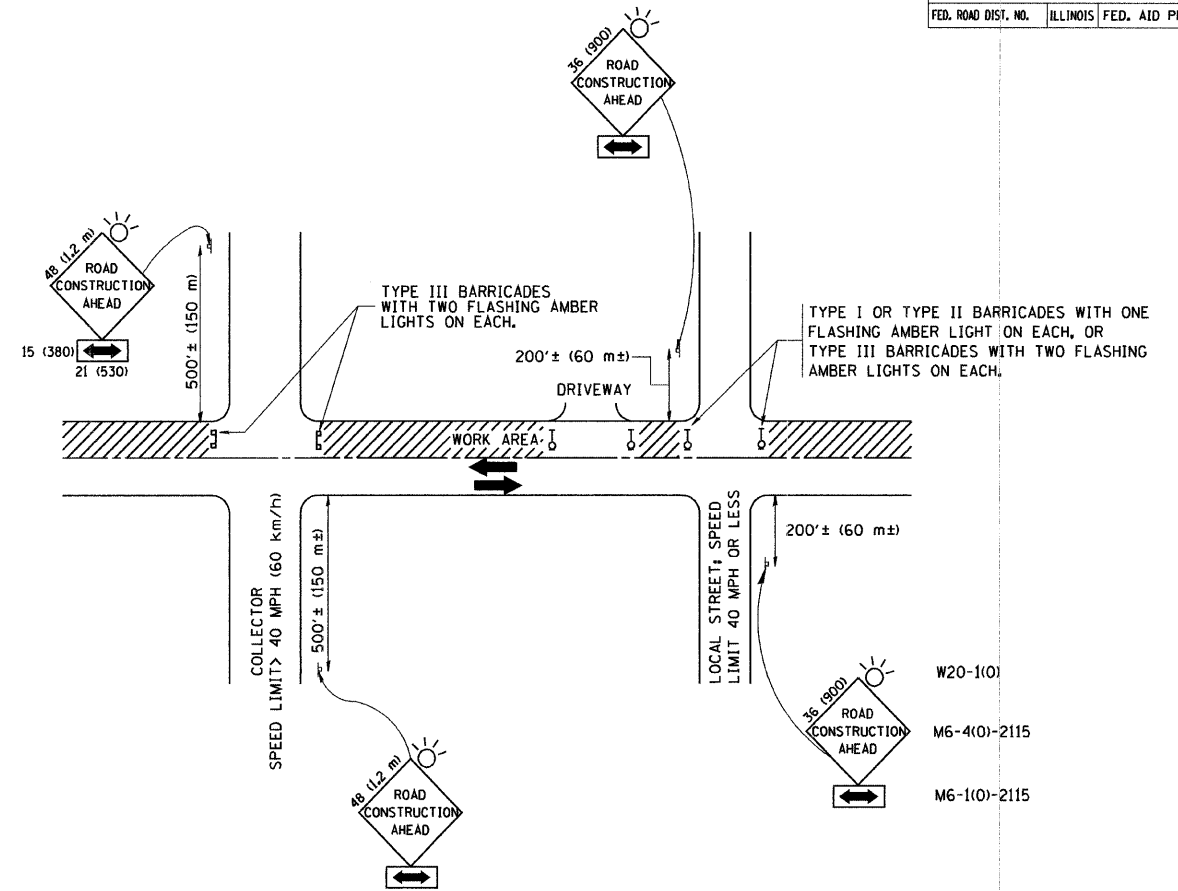 FED. ROAD DIST. NO. ILLINOIS FED. AID P
36 (900)
ROAD
CONSTRUCTION
AHEAD
48 (1.2 m)
ROAD
CONSTRUCTION
AHEAD
15 (380)
21 (530)
500'± (150 m)
TYPE III BARRICADES
WITH TWO FLASHING AMBER
LIGHTS ON EACH.
200'± (60 m±)
DRIVEWAY
TYPE I OR TYPE II BARRICADES WITH ONE
FLASHING AMBER LIGHT ON EACH, OR
TYPE III BARRICADES WITH TWO FLASHING
AMBER LIGHTS ON EACH.
WORK AREA
COLLECTOR
SPEED LIMIT> 40 MPH (60 km/h)
500'± (150 m±)
LOCAL STREET; SPEED
LIMIT 40 MPH OR LESS
200'± (60 m±)
36 (900)
ROAD
CONSTRUCTION
AHEAD
W20-1(O)
M6-4(O)-2115
M6-1(O)-2115
48 (1.2 m)
ROAD
CONSTRUCTION
AHEAD